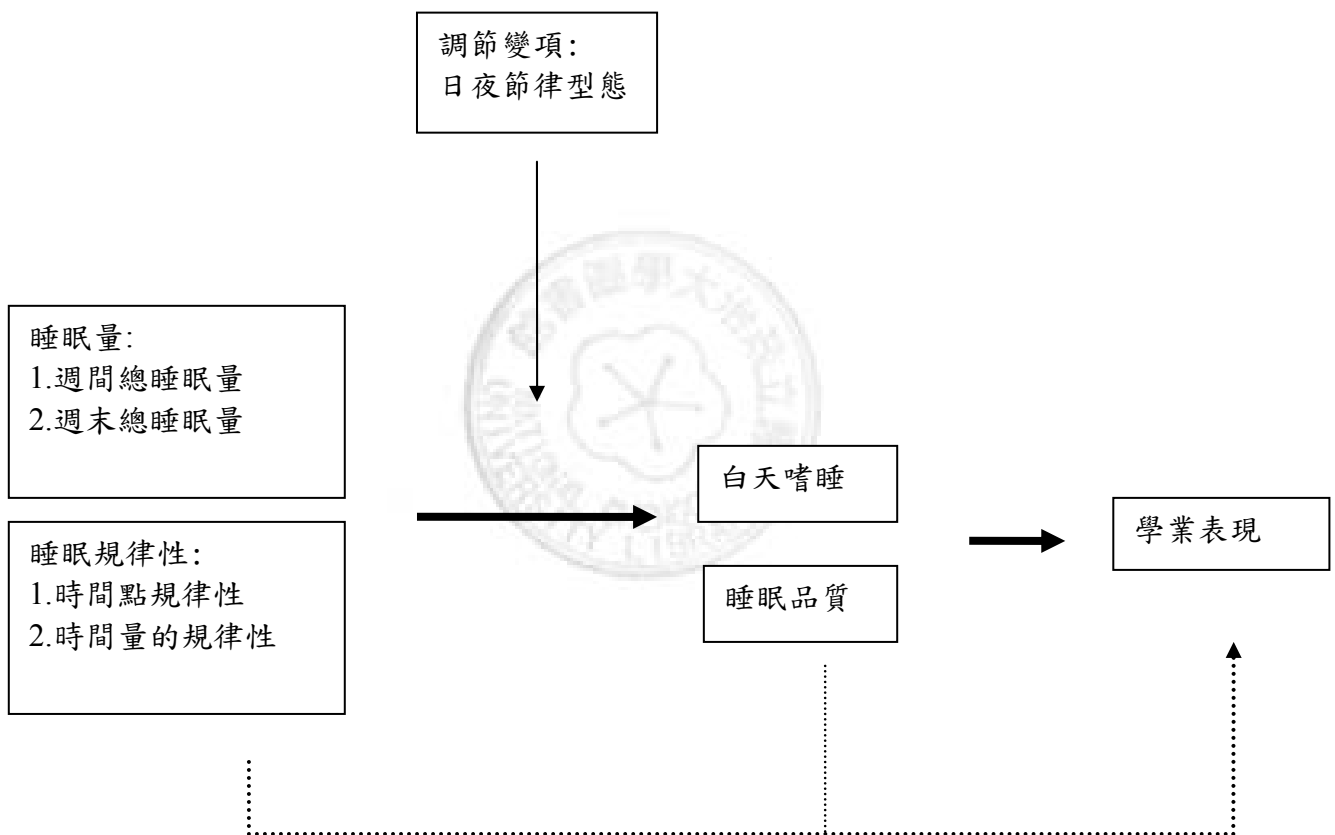 調節變項:
日夜節律型態
睡眠量:
1.週間總睡眠量
2.週末總睡眠量
睡眠規律性:
1.時間點規律性
2.時間量的規律性
白天嗜睡
睡眠品質
學業表現